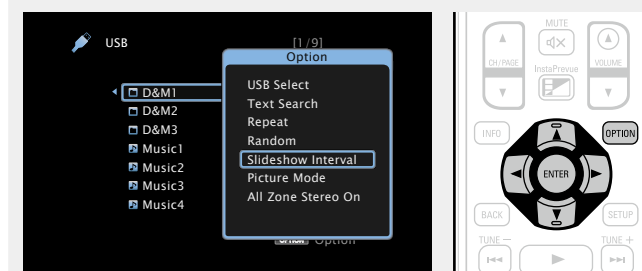 USB
[1/9]
Option
D&M1
D&M2
D&M3
Music1
Music2
Music3
Music4
USB Select
Text Search
Repeat
Random
Slideshow Interval
Picture Mode
All Zone Stereo On
OPTION Option
MUTE
CH/PAGE
InstaPrevue
VOLUME
INFO
OPTION
ENTER
BACK
SETUP
TUNE −
TUNE +